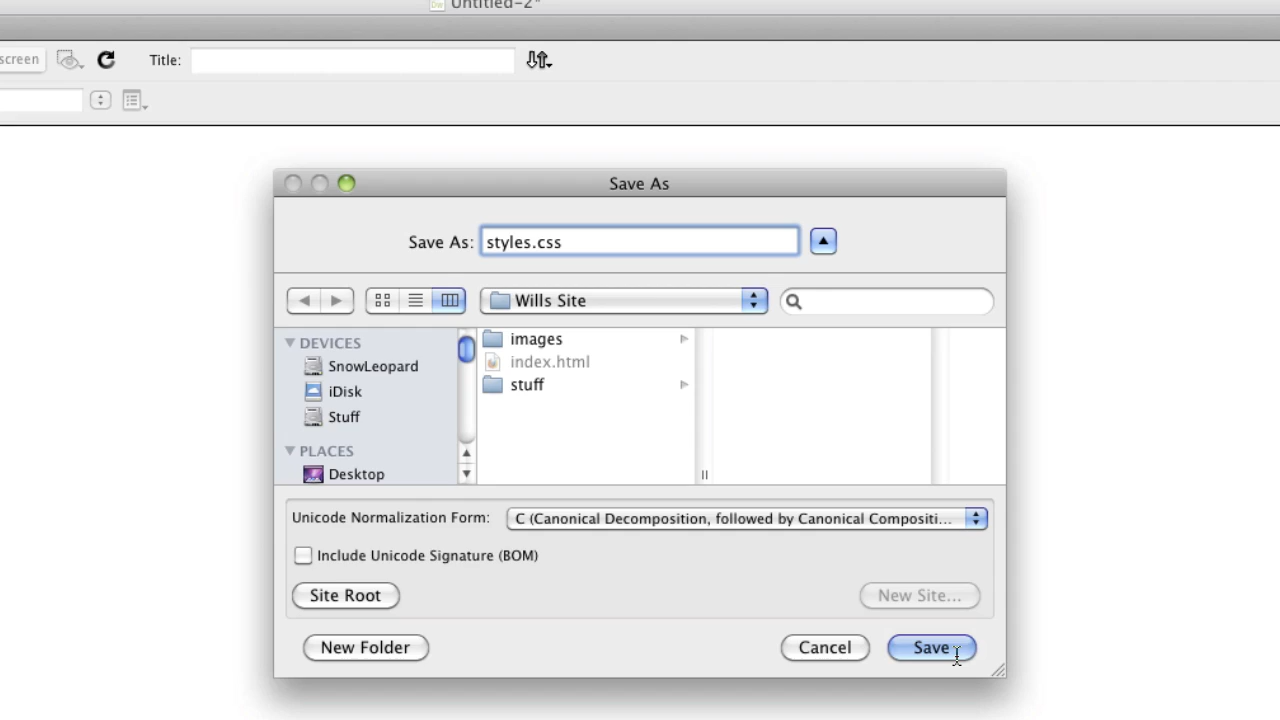 Untitled-2*
screen
Title:
Save As
Save As: styles.css
Wills Site
DEVICES
SnowLeopard
iDisk
Stuff
PLACES
Desktop
images
index.html
stuff
Unicode Normalization Form: C (Canonical Decomposition, followed by Canonical Compositi...
Include Unicode Signature (BOM)
Site Root
New Site...
New Folder
Cancel
Save